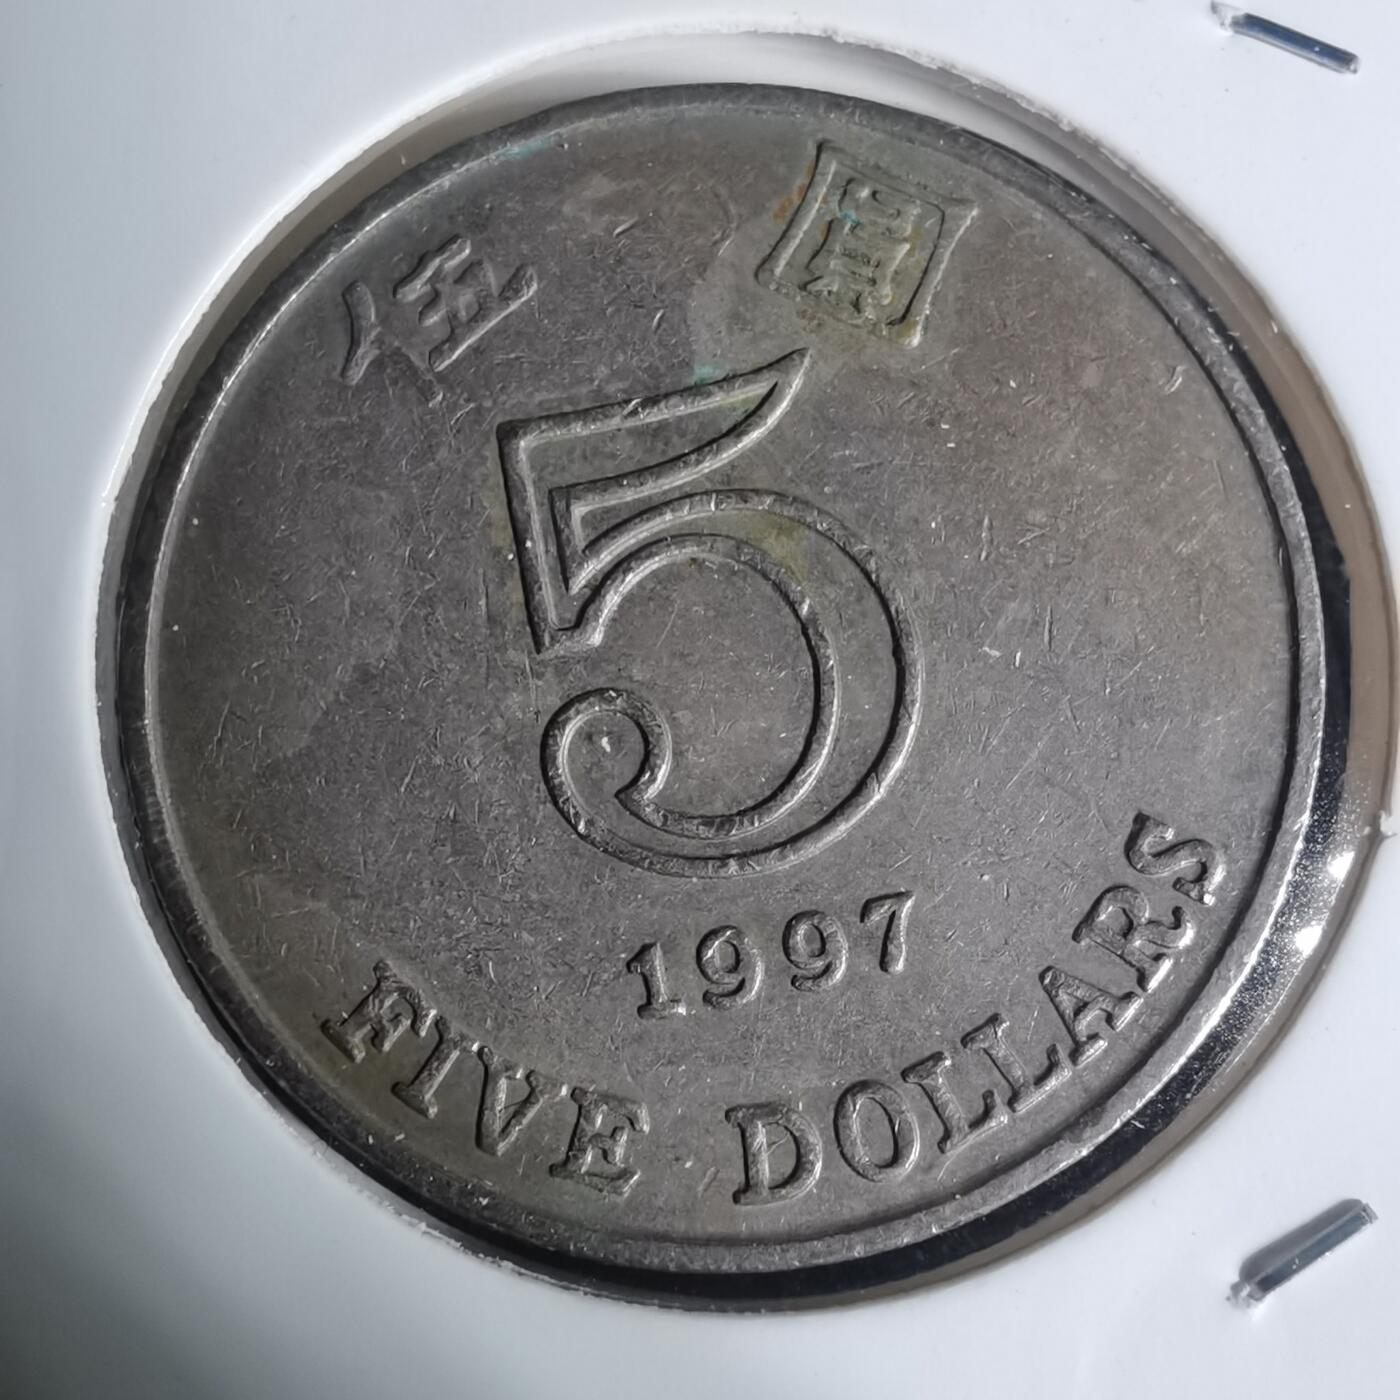 伍 圓
5
1997
FIVE DOLLARS